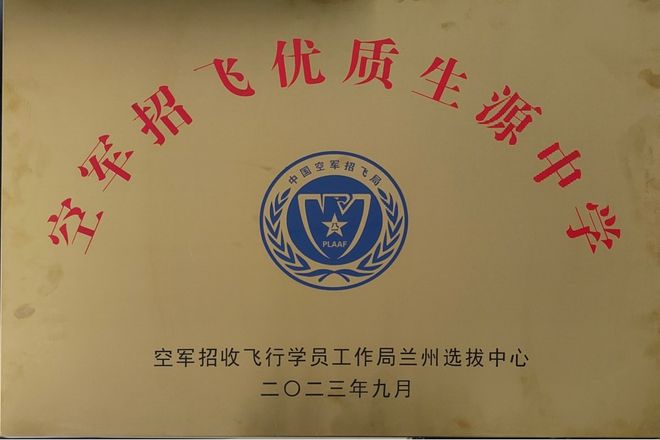 空军招飞优质生源中学
中国空军招飞局
PLAAF
空军招收飞行学员工作局兰州选拔中心
二〇二三年九月